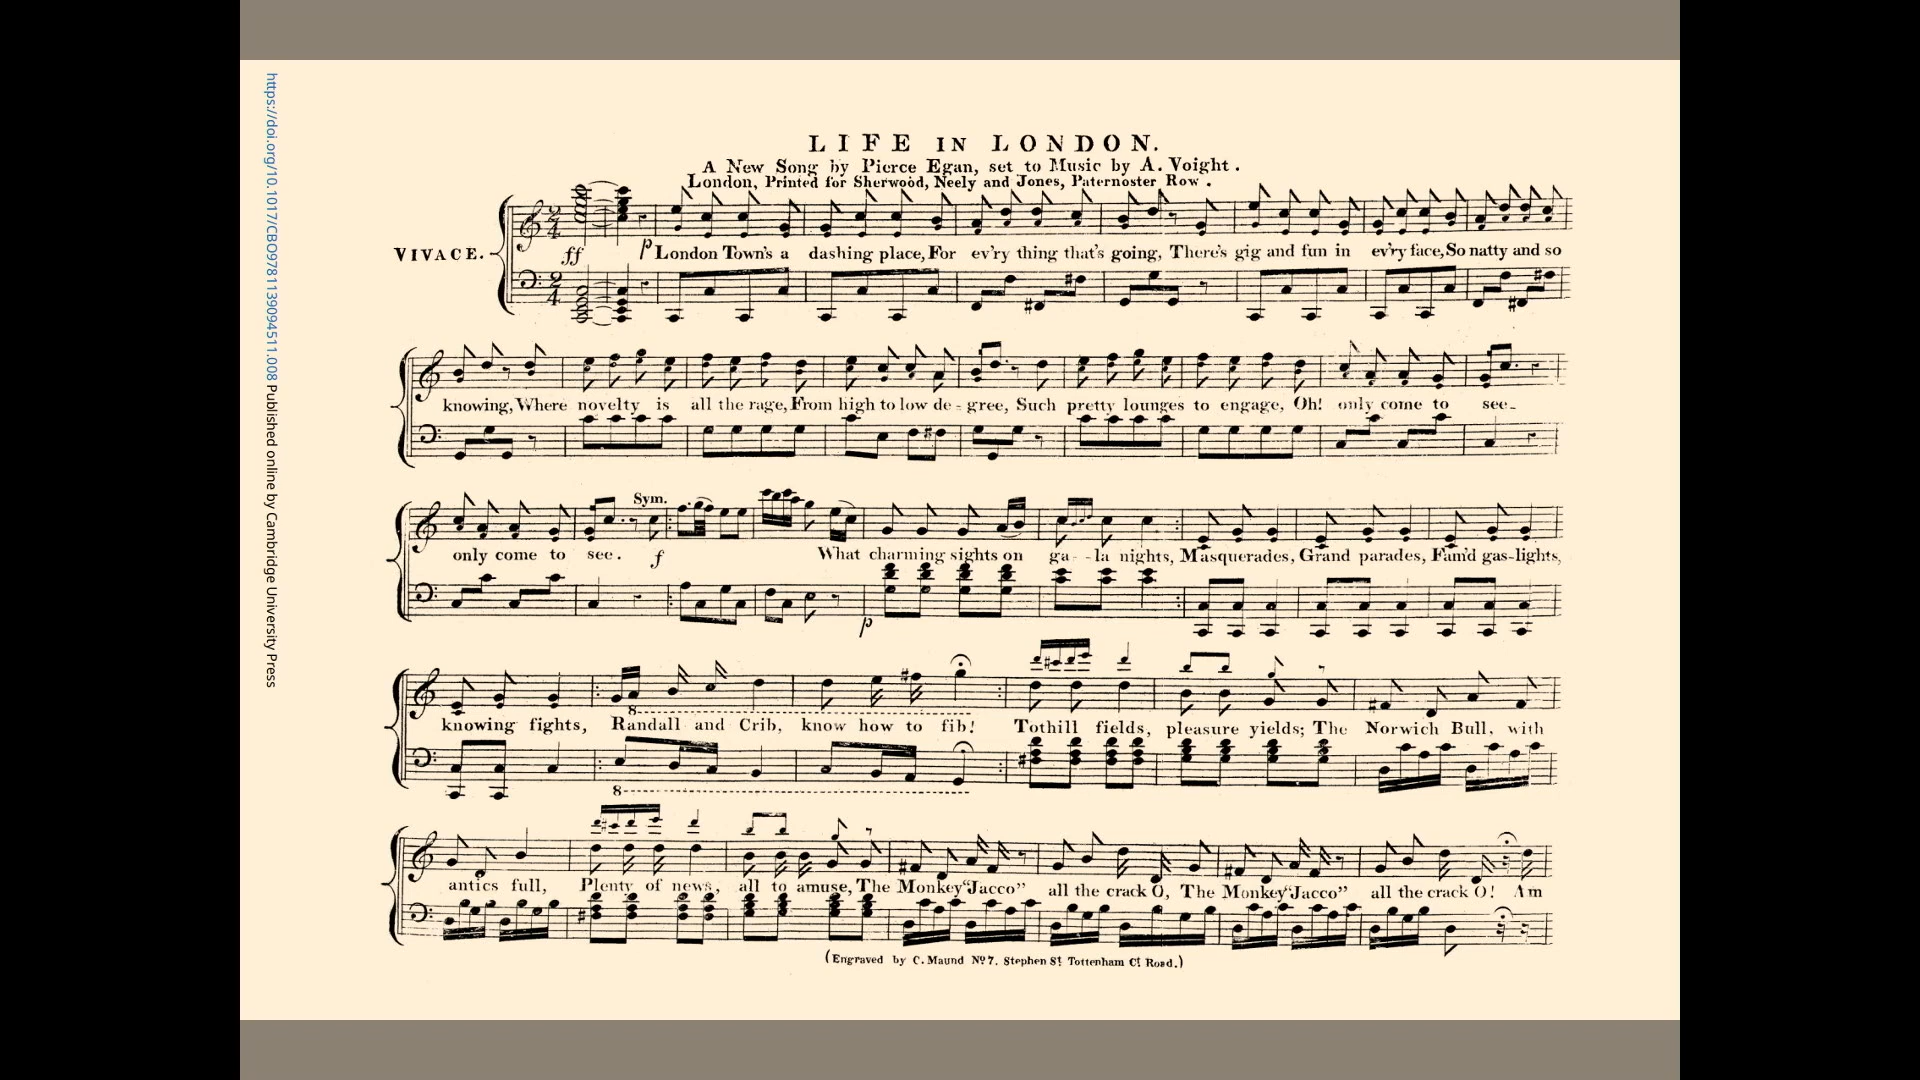 LIFE IN LONDON.
A New Song by Pierce Egan, set to Music by A. Voight.
London, Printed for Sherwood, Neely and Jones, Paternoster Row.
VIVACE.
ff p London Town's a dashing place, For ev'ry thing that's going, There's gig and fun in ev'ry face, So natty and so
knowing, Where novelty is all the rage, From high to low de-gree, Such pretty lounges to engage, Oh! only come to see_
Sym.
only come to see. f What charming sights on ga--la nights, Masquerades, Grand parades, Fam'd gas-lights,
p
knowing fights, Randall and Crib, know how to fib! Tothill fields, pleasure yields; The Norwich Bull, with
8
8
antics full, Plenty of news, all to amuse, The Monkey "Jacco" all the crack O, The Monkey "Jacco" all the crack O! Am
(Engraved by C. Maund No 7. Stephen St Tottenham Ct Road.)
https://doi.org/10.1017/CBO9781139094511.008 Published online by Cambridge University Press